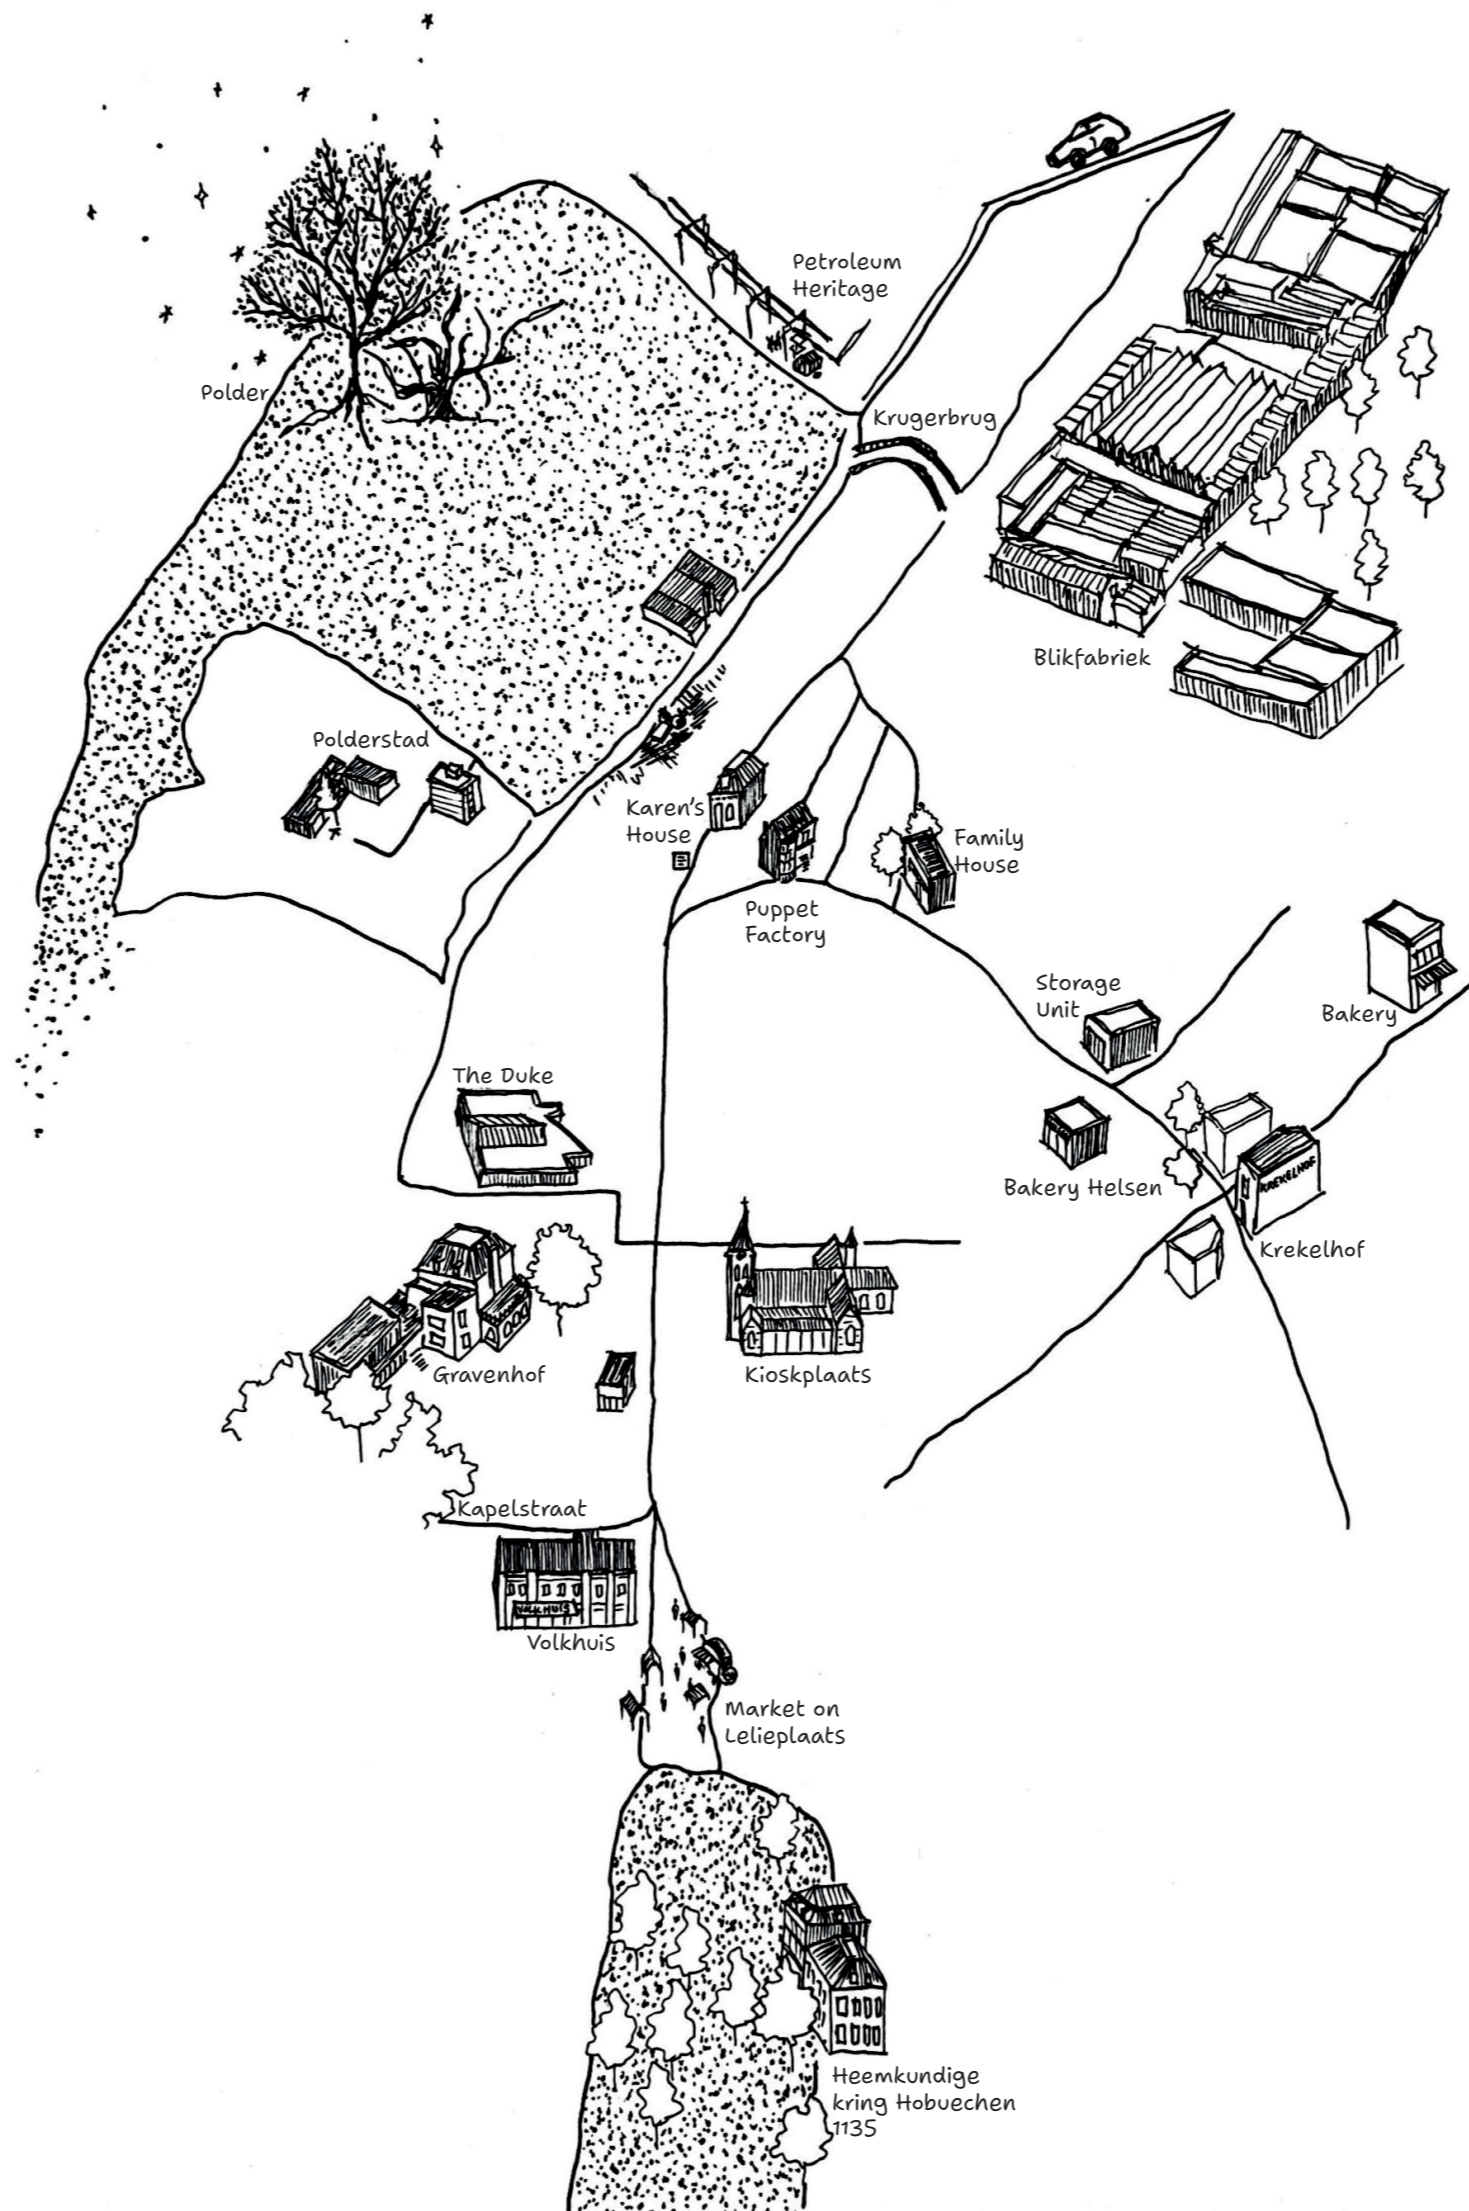 Petroleum
Heritage
Polder
Krugerbrug
Blikfabriek
Polderstad
Karen's
House
Family
House
Puppet
Factory
Storage
Unit
Bakery
The Duke
Bakery Helsen
KREKELHOF
Krekelhof
Gravenhof
Kioskplaats
Kapelstraat
VOLKHUIS
Volkhuis
Market on
Lelieplaats
Heemkundige
kring Hobuechen
1135